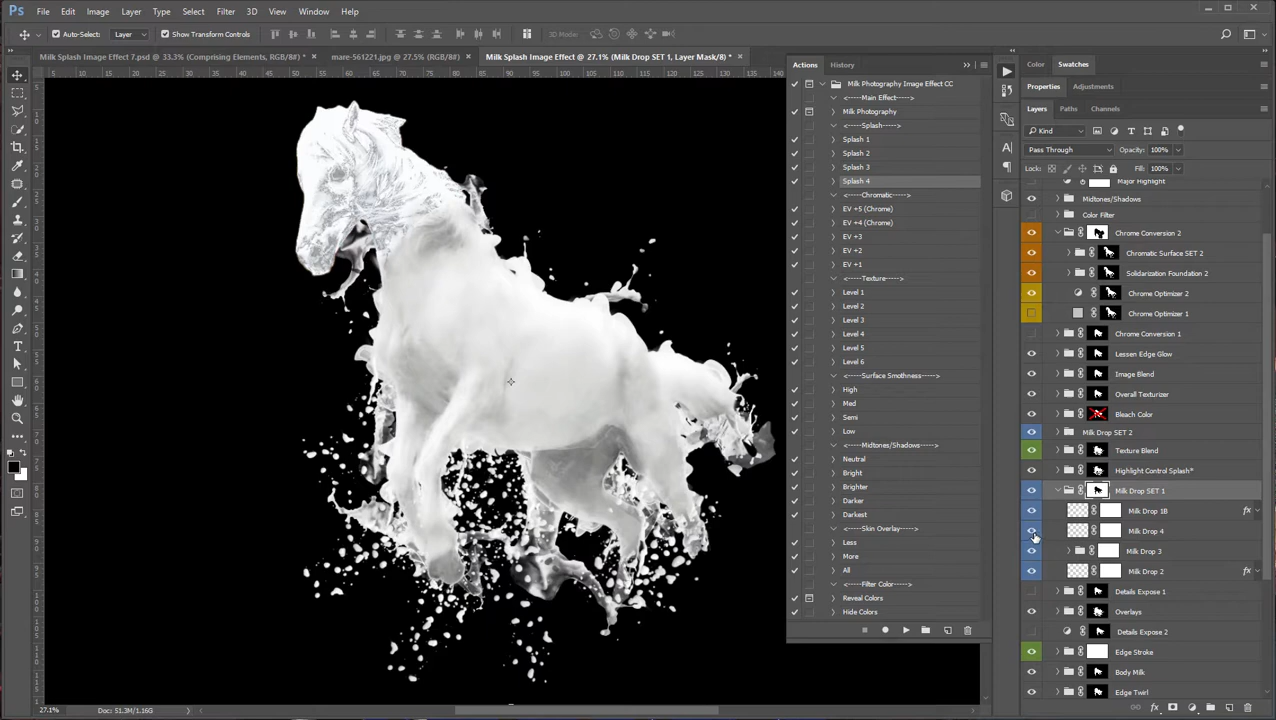 Ps File Edit Image Layer Type Select Filter 3D View Window Help
Auto-Select: Layer Show Transform Controls 3D Mode:
Milk Splash Image Effect 7.psd @ 33.3% (Comprising Elements, RGB/8#) * × mare-561221.jpg @ 27.5% (RGB/8#) × Milk Splash Image Effect @ 27.1% (Milk Drop SET 1, Layer Mask/8) * ×
Actions History
Milk Photography Image Effect CC
<-----Main Effect---->
Milk Photography
<-----Splash---->
Splash 1
Splash 2
Splash 3
Splash 4
<-----Chromatic---->
EV +5 (Chrome)
EV +4 (Chrome)
EV +3
EV +2
EV +1
<-----Texture---->
Level 1
Level 2
Level 3
Level 4
Level 5
Level 6
<-----Surface Smothness---->
High
Med
Semi
Low
<-----Midtones/Shadows---->
Neutral
Bright
Brighter
Darker
Darkest
<-----Skin Overlay---->
Less
More
All
<-----Filter Color---->
Reveal Colors
Hide Colors
Color Swatches
Properties Adjustments
Layers Paths Channels
Kind
Pass Through Opacity: 100%
Lock: Fill: 100%
Major Highlight
Midtones/Shadows
Color Filter
Chrome Conversion 2
Chromatic Surface SET 2
Solidarization Foundation 2
Chrome Optimizer 2
Chrome Optimizer 1
Chrome Conversion 1
Lessen Edge Glow
Image Blend
Overall Texturizer
Bleach Color
Milk Drop SET 2
Texture Blend
Highlight Control Splash*
Milk Drop SET 1
Milk Drop 1B fx
Milk Drop 4
Milk Drop 3
Milk Drop 2 fx
Details Expose 1
Overlays
Details Expose 2
Edge Stroke
Body Milk
Edge Twirl
27.1% Doc: 51.3M/1.16G